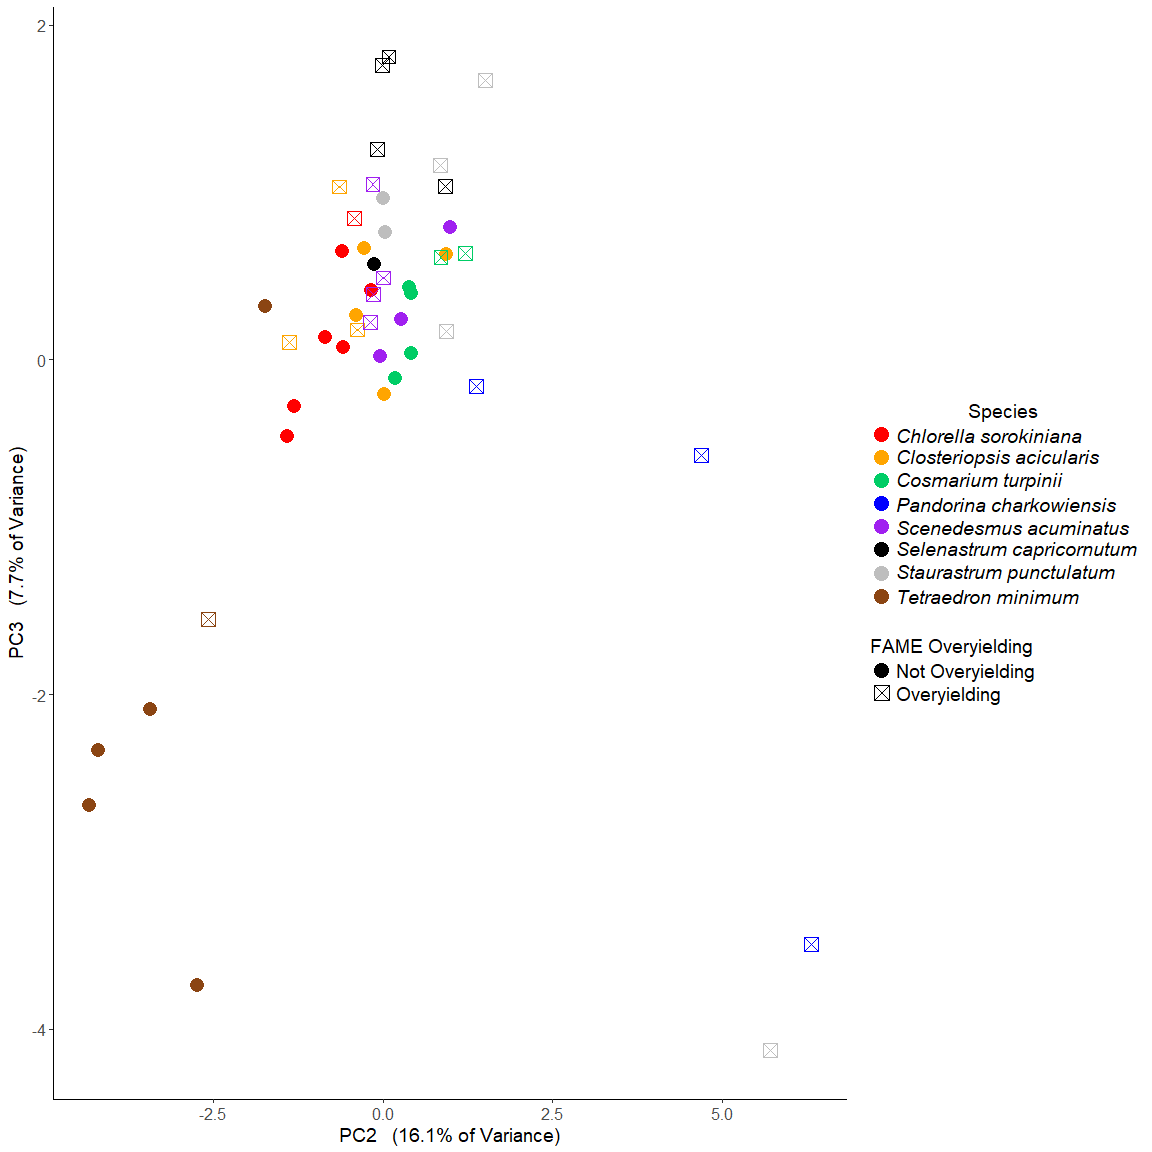 2
0
-2
-4
PC3 (7.7% of Variance)
-2.5
0.0
2.5
5.0
PC2 (16.1% of Variance)
Species
Chlorella sorokiniana
Closteriopsis acicularis
Cosmarium turpinii
Pandorina charkowiensis
Scenedesmus acuminatus
Selenastrum capricornutum
Staurastrum punctulatum
Tetraedron minimum
FAME Overyielding
Not Overyielding
Overyielding